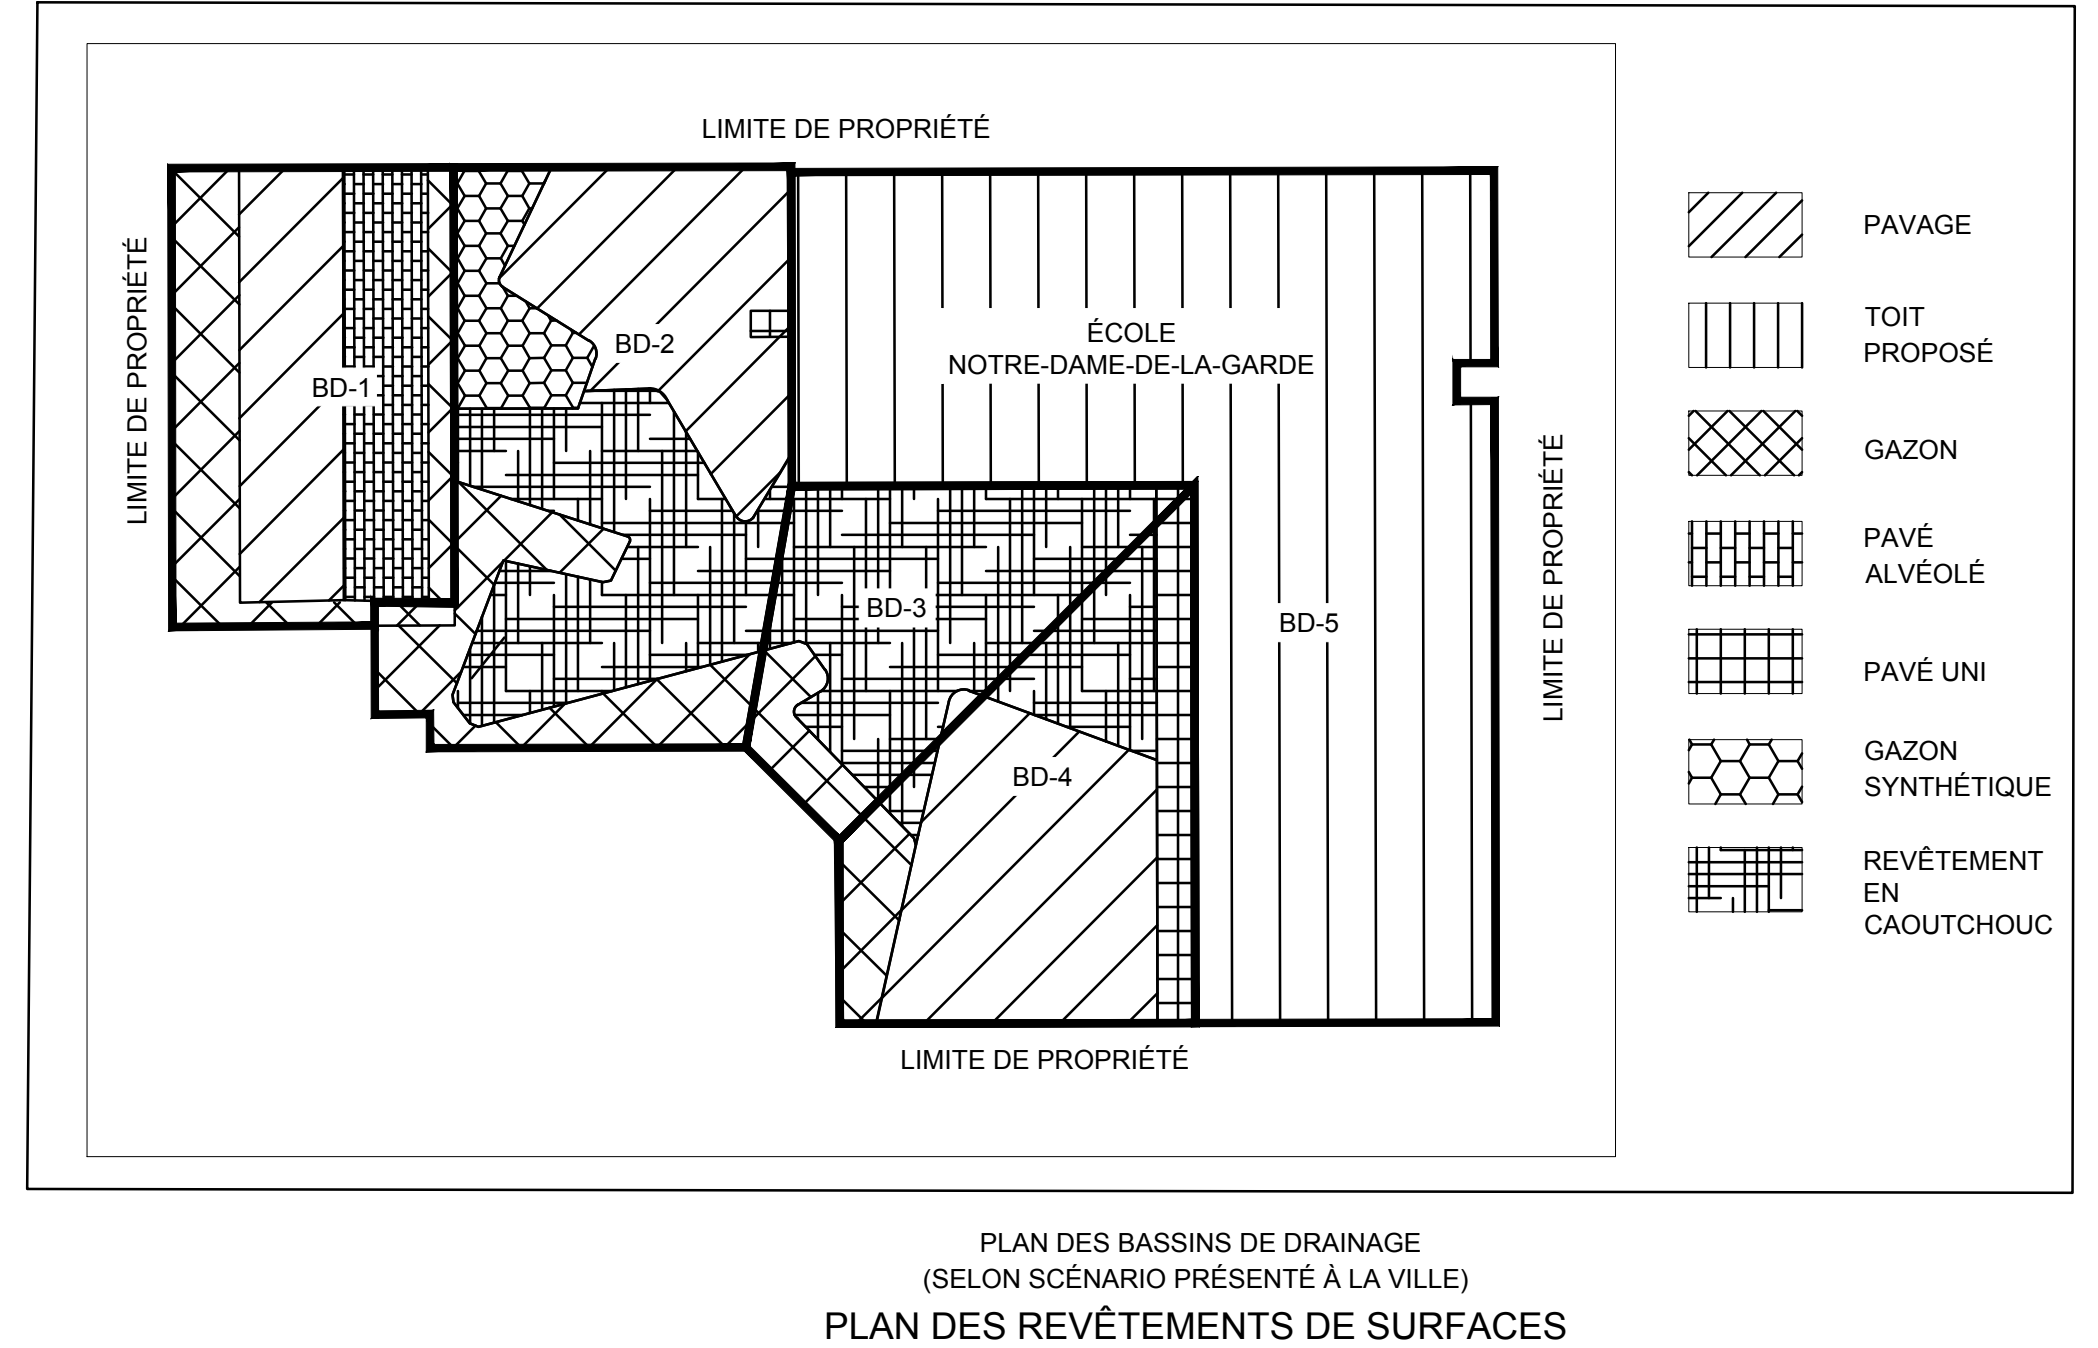 LIMITE DE PROPRIÉTÉ
LIMITE DE PROPRIÉTÉ
BD-1
BD-2
ÉCOLE
NOTRE-DAME-DE-LA-GARDE
BD-3
BD-4
BD-5
LIMITE DE PROPRIÉTÉ
LIMITE DE PROPRIÉTÉ
PAVAGE
TOIT
PROPOSÉ
GAZON
PAVÉ
ALVÉOLÉ
PAVÉ UNI
GAZON
SYNTHÉTIQUE
REVÊTEMENT
EN
CAOUTCHOUC
PLAN DES BASSINS DE DRAINAGE
(SELON SCÉNARIO PRÉSENTÉ À LA VILLE)
PLAN DES REVÊTEMENTS DE SURFACES